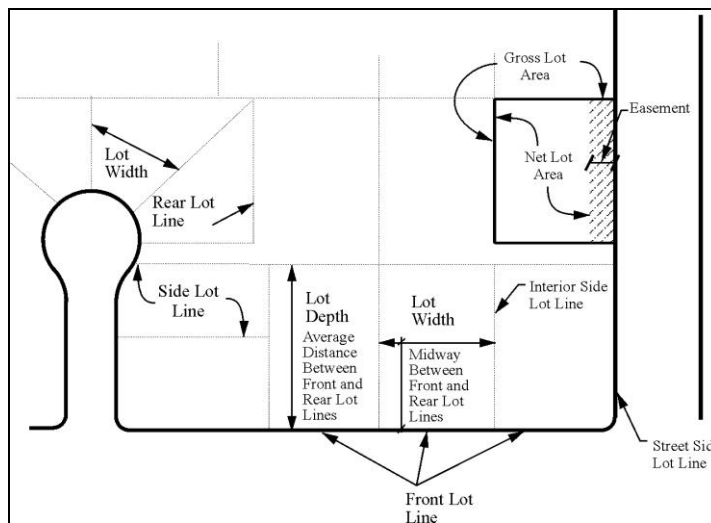 Gross Lot
Area
Easement
Lot
Width
Net Lot
Area
Rear Lot
Line
Side Lot
Line
Lot
Depth
Average
Distance
Between
Front and
Rear Lot
Lines
Lot
Width
Midway
Between
Front and
Rear Lot
Lines
Interior Side
Lot Line
Street Sid
Lot Line
Front Lot
Line